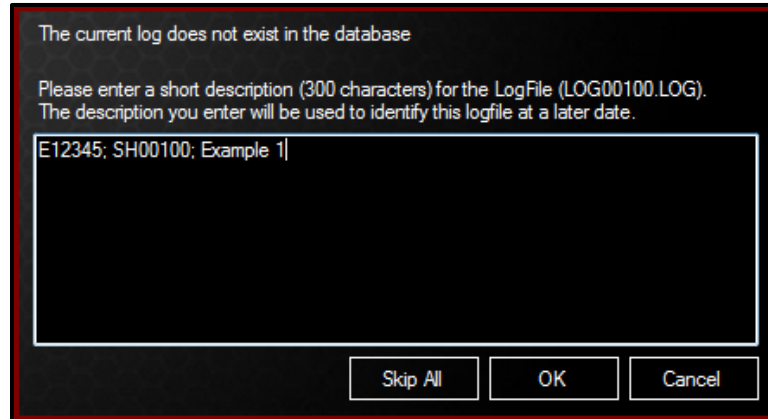 The current log does not exist in the database
Please enter a short description (300 characters) for the LogFile (LOG00100.LOG).
The description you enter will be used to identify this logfile at a later date.
E12345; SH00100; Example 1
Skip All
OK
Cancel